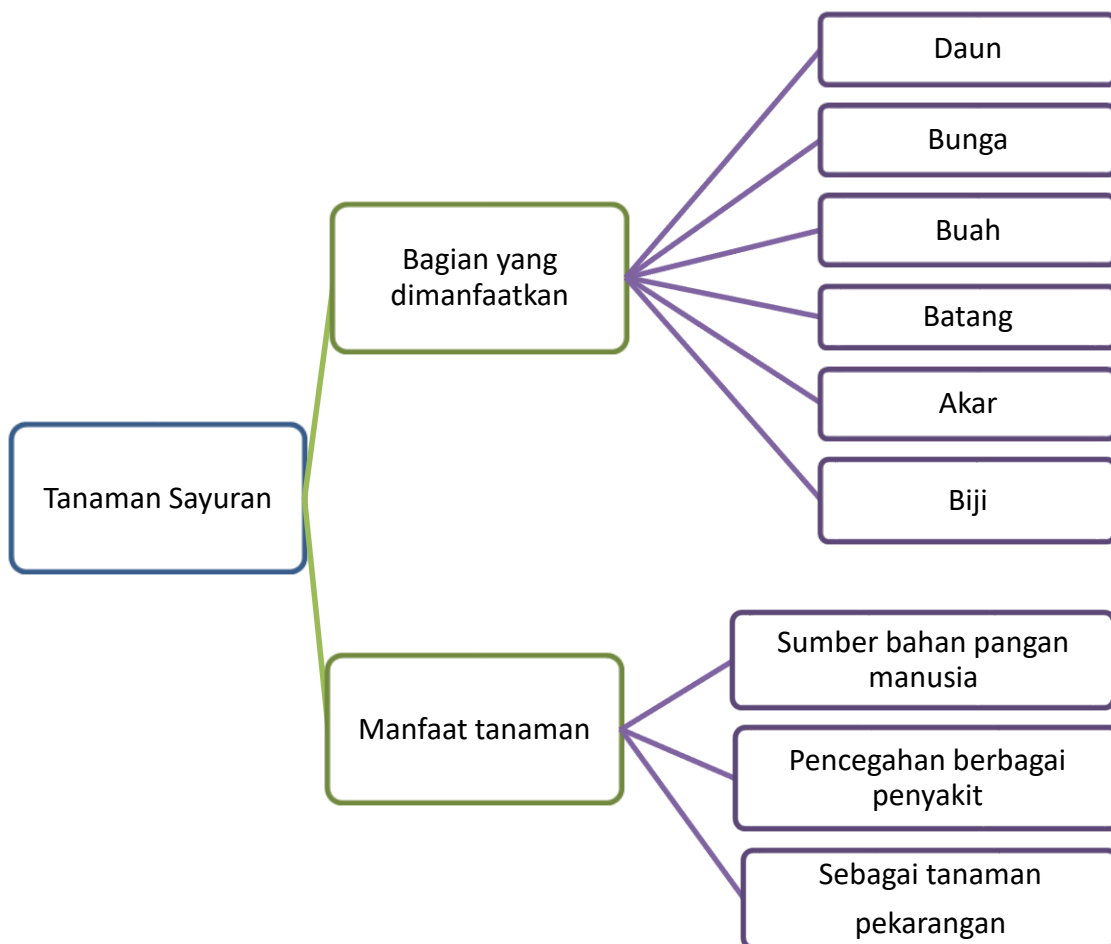 Daun
Bunga
Bagian yang
dimanfaatkan
Buah
Batang
Akar
Tanaman Sayuran
Biji
Sumber bahan pangan
manusia
Manfaat tanaman
Pencegahan berbagai
penyakit
Sebagai tanaman
pekarangan